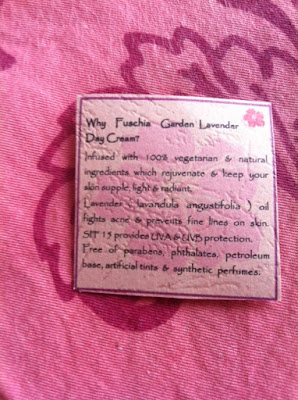 Why Fuschia Garden Lavender
Day Cream?
Infused with 100% vegetarian & natural
ingredients which rejuvenate & keep your
skin supple, light & radiant.
Lavender ( lavandula angustifolia ) oil
fights acne & prevents fine lines on skin.
SPF 15 provides UVA & UVB protection.
Free of parabens, phthalates, petroleum
base, artificial tints & synthetic perfumes.